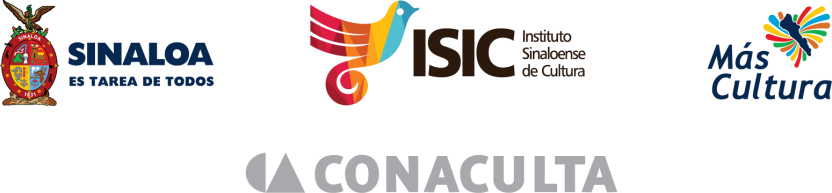 SINALOA
ES TAREA DE TODOS
ISIC
Instituto
Sinaloense
de Cultura
Más
Cultura
CONACULTA